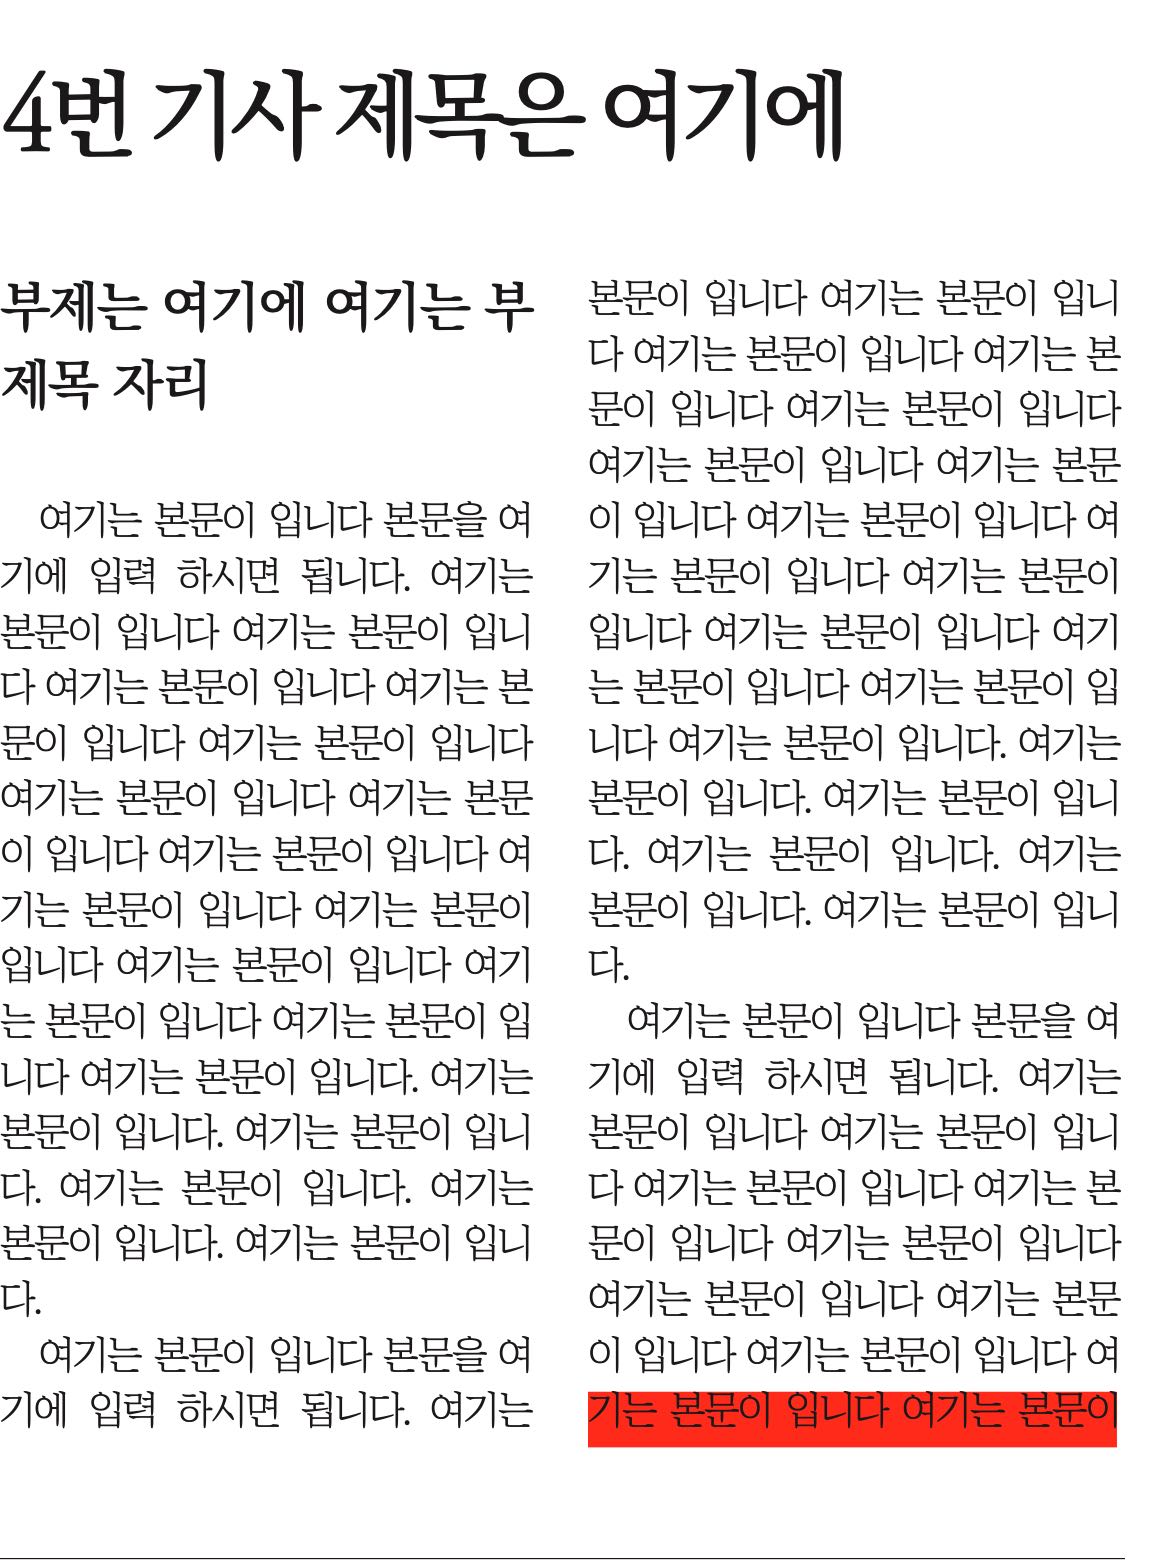 4번 기사 제목은 여기에
부제는 여기에 여기는 부
제목 자리
여기는 본문이 입니다 본문을 여
기에 입력 하시면 됩니다. 여기는
본문이 입니다 여기는 본문이 입니
다 여기는 본문이 입니다 여기는 본
문이 입니다 여기는 본문이 입니다
여기는 본문이 입니다 여기는 본문
이 입니다 여기는 본문이 입니다 여
기는 본문이 입니다 여기는 본문이
입니다 여기는 본문이 입니다 여기
는 본문이 입니다 여기는 본문이 입
니다 여기는 본문이 입니다. 여기는
본문이 입니다. 여기는 본문이 입니
다. 여기는 본문이 입니다. 여기는
본문이 입니다. 여기는 본문이 입니
다.
여기는 본문이 입니다 본문을 여
기에 입력 하시면 됩니다. 여기는
본문이 입니다 여기는 본문이 입니
다 여기는 본문이 입니다 여기는 본
문이 입니다 여기는 본문이 입니다
여기는 본문이 입니다 여기는 본문
이 입니다 여기는 본문이 입니다 여
기는 본문이 입니다 여기는 본문이
입니다 여기는 본문이 입니다 여기
는 본문이 입니다 여기는 본문이 입
니다 여기는 본문이 입니다. 여기는
본문이 입니다. 여기는 본문이 입니
다. 여기는 본문이 입니다. 여기는
본문이 입니다. 여기는 본문이 입니
다.
여기는 본문이 입니다 본문을 여
기에 입력 하시면 됩니다. 여기는
본문이 입니다 여기는 본문이 입니
다 여기는 본문이 입니다 여기는 본
문이 입니다 여기는 본문이 입니다
여기는 본문이 입니다 여기는 본문
이 입니다 여기는 본문이 입니다 여
기는 본문이 입니다 여기는 본문이